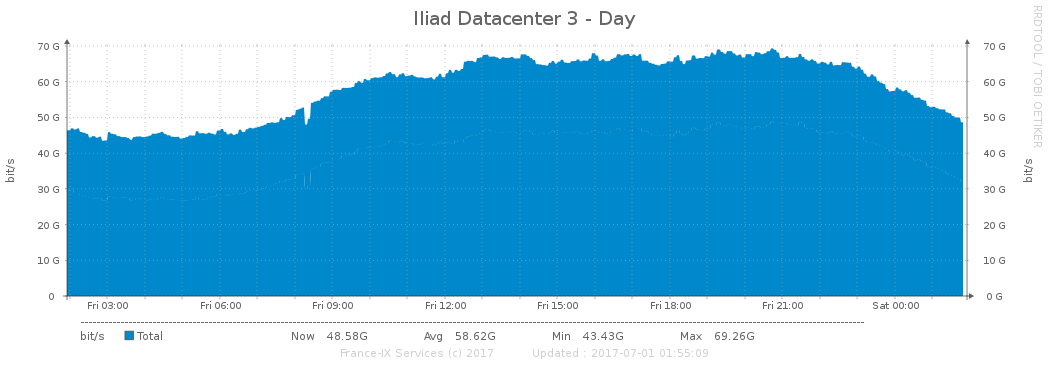 Iliad Datacenter 3 - Day
RRDTOOL / TOBI OETIKER
70 G 70 G
60 G 60 G
50 G 50 G
40 G 40 G
30 G 30 G
20 G 20 G
10 G 10 G
0 0 G
bit/s bit/s
Fri 03:00 Fri 06:00 Fri 09:00 Fri 12:00 Fri 15:00 Fri 18:00 Fri 21:00 Sat 00:00
bit/s Total Now 48.58G Avg 58.62G Min 43.43G Max 69.26G
France-IX Services (c) 2017 Updated : 2017-07-01 01:55:09